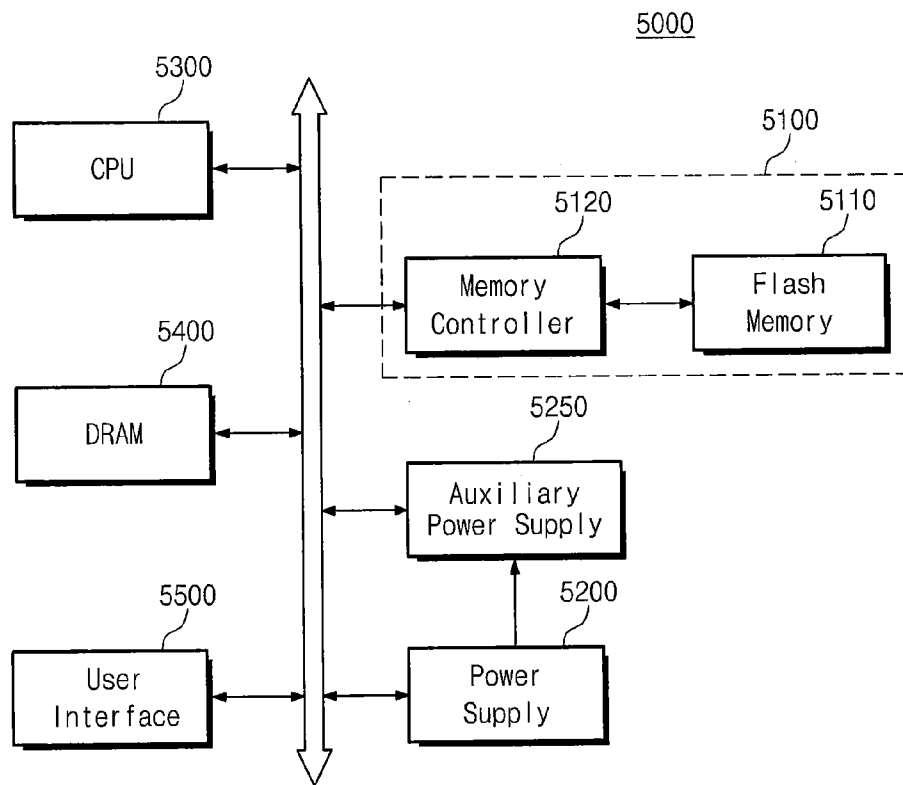 5000
5300
CPU
5100
5120
Memory
Controller
5110
Flash
Memory
5400
DRAM
5250
Auxiliary
Power Supply
5500
User
Interface
5200
Power
Supply